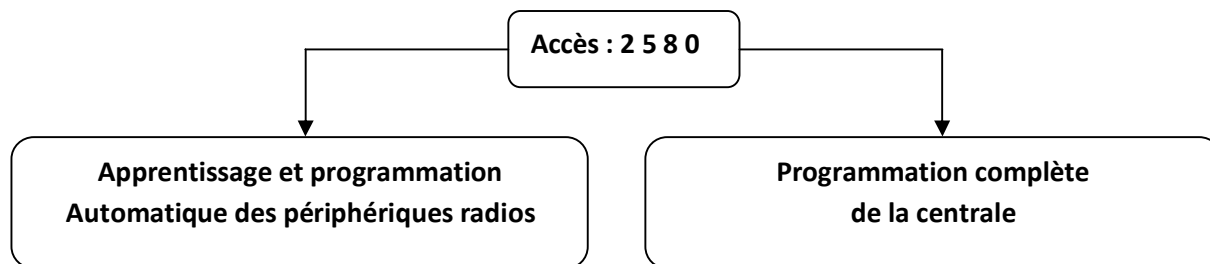 Accès : 2 5 8 0
Apprentissage et programmation
Automatique des périphériques radios
Programmation complète
de la centrale